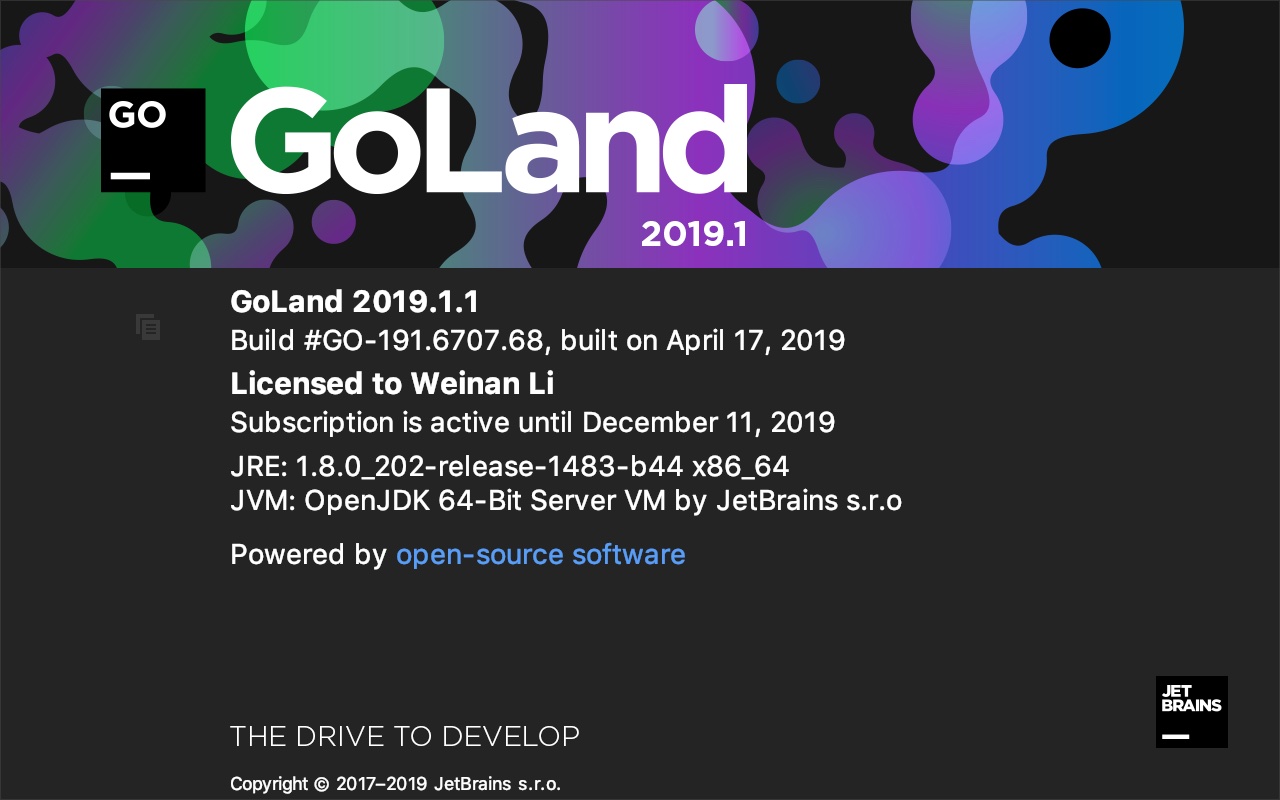 GO
GoLand
2019.1
GoLand 2019.1.1
Build #GO-191.6707.68, built on April 17, 2019
Licensed to Weinan Li
Subscription is active until December 11, 2019
JRE: 1.8.0_202-release-1483-b44 x86_64
JVM: OpenJDK 64-Bit Server VM by JetBrains s.r.o
Powered by open-source software
JET
BRAINS
THE DRIVE TO DEVELOP
Copyright © 2017–2019 JetBrains s.r.o.